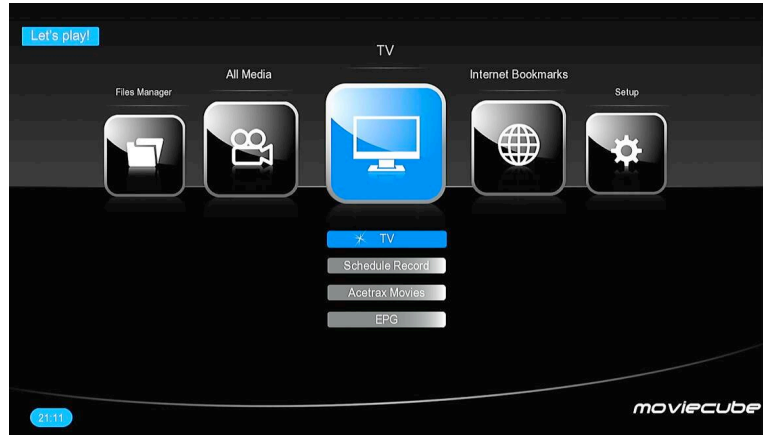 Let's play!
TV
All Media
Internet Bookmarks
Files Manager
Setup
TV
Schedule Record
Acetrax Movies
EPG
21:11
moviecube